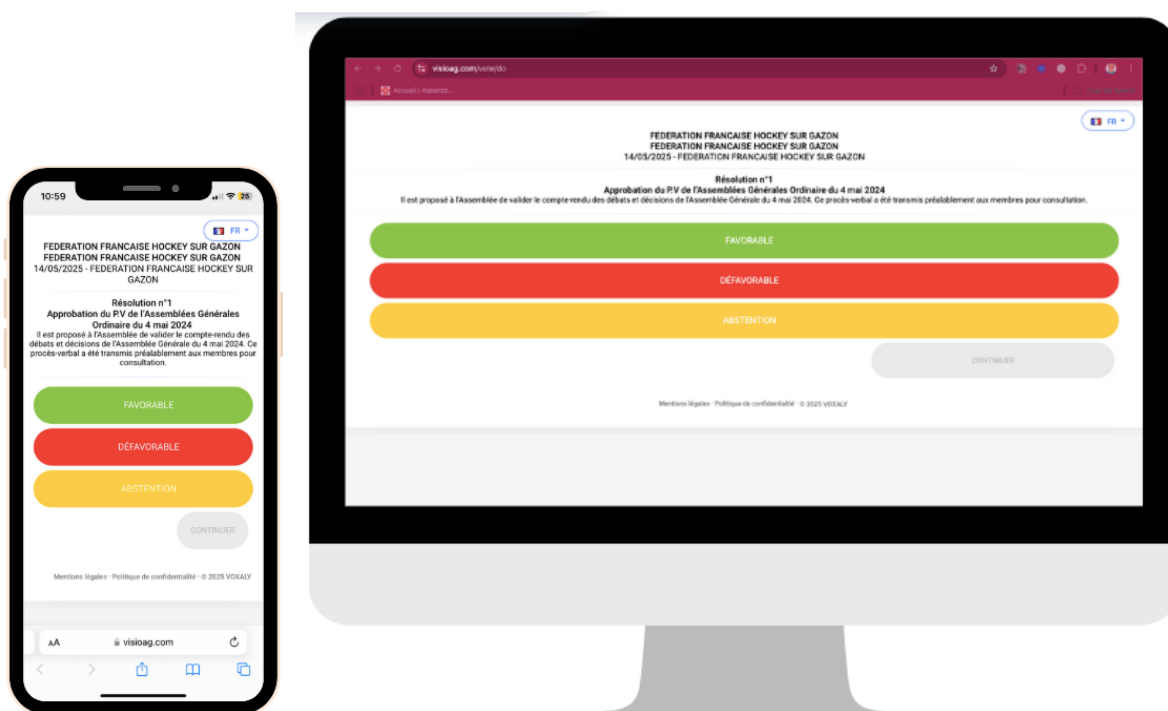 10:59
25
FR
FEDERATION FRANCAISE HOCKEY SUR GAZON
FEDERATION FRANCAISE HOCKEY SUR GAZON
14/05/2025 - FEDERATION FRANCAISE HOCKEY SUR
GAZON
Résolution n°1
Approbation du P.V de l'Assemblées Générales
Ordinaire du 4 mai 2024
Il est proposé à l'Assemblée de valider le compte-rendu des
débats et décisions de l'Assemblée Générale du 4 mai 2024. Ce
procès-verbal a été transmis préalablement aux membres pour
consultation.
FAVORABLE
DÉFAVORABLE
ABSTENTION
CONTINUER
Mentions légales - Politique de confidentialité - © 2025 VOXALY
AA
visioag.com
visioag.com/vote/do
Accueil |
FR
FEDERATION FRANCAISE HOCKEY SUR GAZON
FEDERATION FRANCAISE HOCKEY SUR GAZON
14/05/2025 - FEDERATION FRANCAISE HOCKEY SUR GAZON
Résolution n°1
Approbation du P.V de l'Assemblées Générales Ordinaire du 4 mai 2024
Il est proposé à l'Assemblée de valider le compte-rendu des débats et décisions de l'Assemblée Générale du 4 mai 2024. Ce procès-verbal a été transmis préalablement aux membres pour consultation.
FAVORABLE
DÉFAVORABLE
ABSTENTION
CONTINUER
Mentions légales - Politique de confidentialité - © 2025 VOXALY